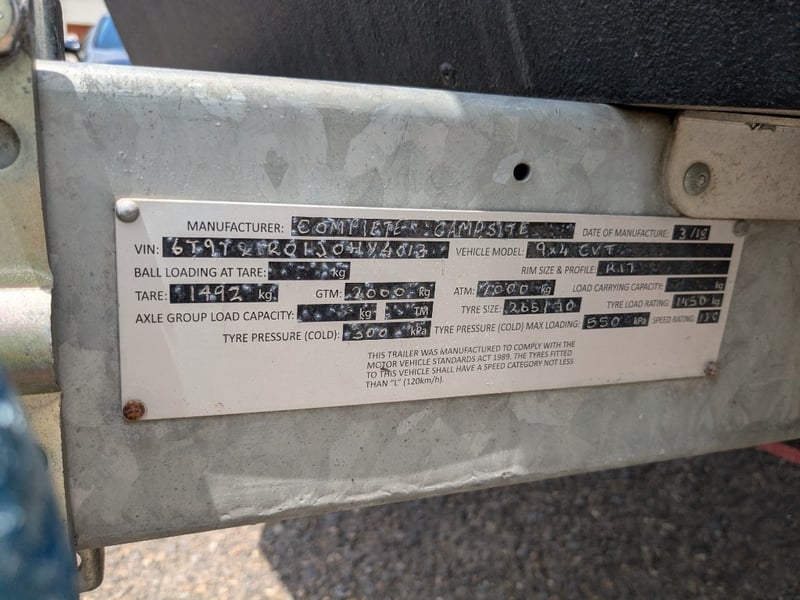 MANUFACTURER: COMPLETE CAMPSITE DATE OF MANUFACTURE: 3/18
VIN: VEHICLE MODEL: 9x4 CVT
BALL LOADING AT TARE: kg RIM SIZE & PROFILE: R17
TARE: 1492 kg GTM: 2000 kg ATM: 2000 kg LOAD CARRYING CAPACITY: kg
AXLE GROUP LOAD CAPACITY: kg TM TYRE SIZE: 265/70 TYRE LOAD RATING: 1450 kg
TYRE PRESSURE (COLD): 300 kPa TYRE PRESSURE (COLD) MAX LOADING: 550 kPa SPEED RATING:
THIS TRAILER WAS MANUFACTURED TO COMPLY WITH THE
MOTOR VEHICLE STANDARDS ACT 1989. THE TYRES FITTED
TO THIS VEHICLE SHALL HAVE A SPEED CATEGORY NOT LESS
THAN "L" (120km/h).